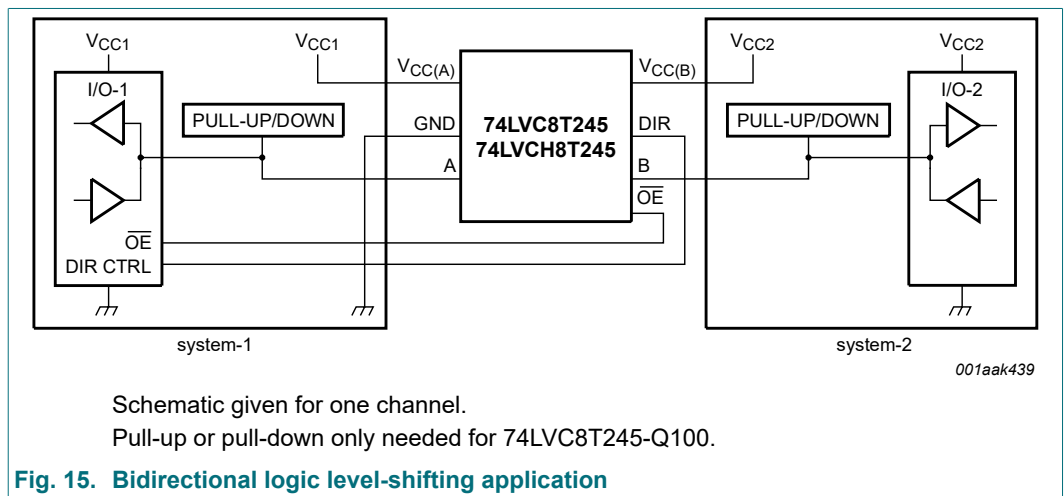 VCC1
VCC1
VCC2
VCC2
I/O-1
VCC(A)
VCC(B)
I/O-2
PULL-UP/DOWN
GND
74LVC8T245
DIR
PULL-UP/DOWN
74LVCH8T245
A
B
OE
OE
DIR CTRL
system-1
system-2
001aak439
Schematic given for one channel.
Pull-up or pull-down only needed for 74LVC8T245-Q100.
Fig. 15. Bidirectional logic level-shifting application